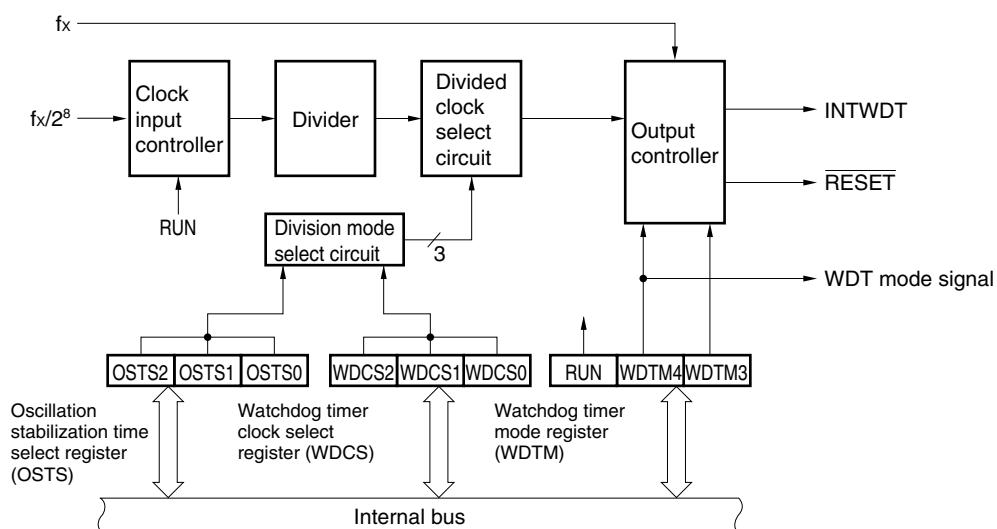 fX
fX/2⁸
Clock
input
controller
Divider
Divided
clock
select
circuit
Output
controller
INTWDT
RESET
RUN
Division mode
select circuit
3
WDT mode signal
OSTS2 OSTS1 OSTS0
WDCS2 WDCS1 WDCS0
RUN WDTM4 WDTM3
Oscillation
stabilization time
select register
(OSTS)
Watchdog timer
clock select
register (WDCS)
Watchdog timer
mode register
(WDTM)
Internal bus